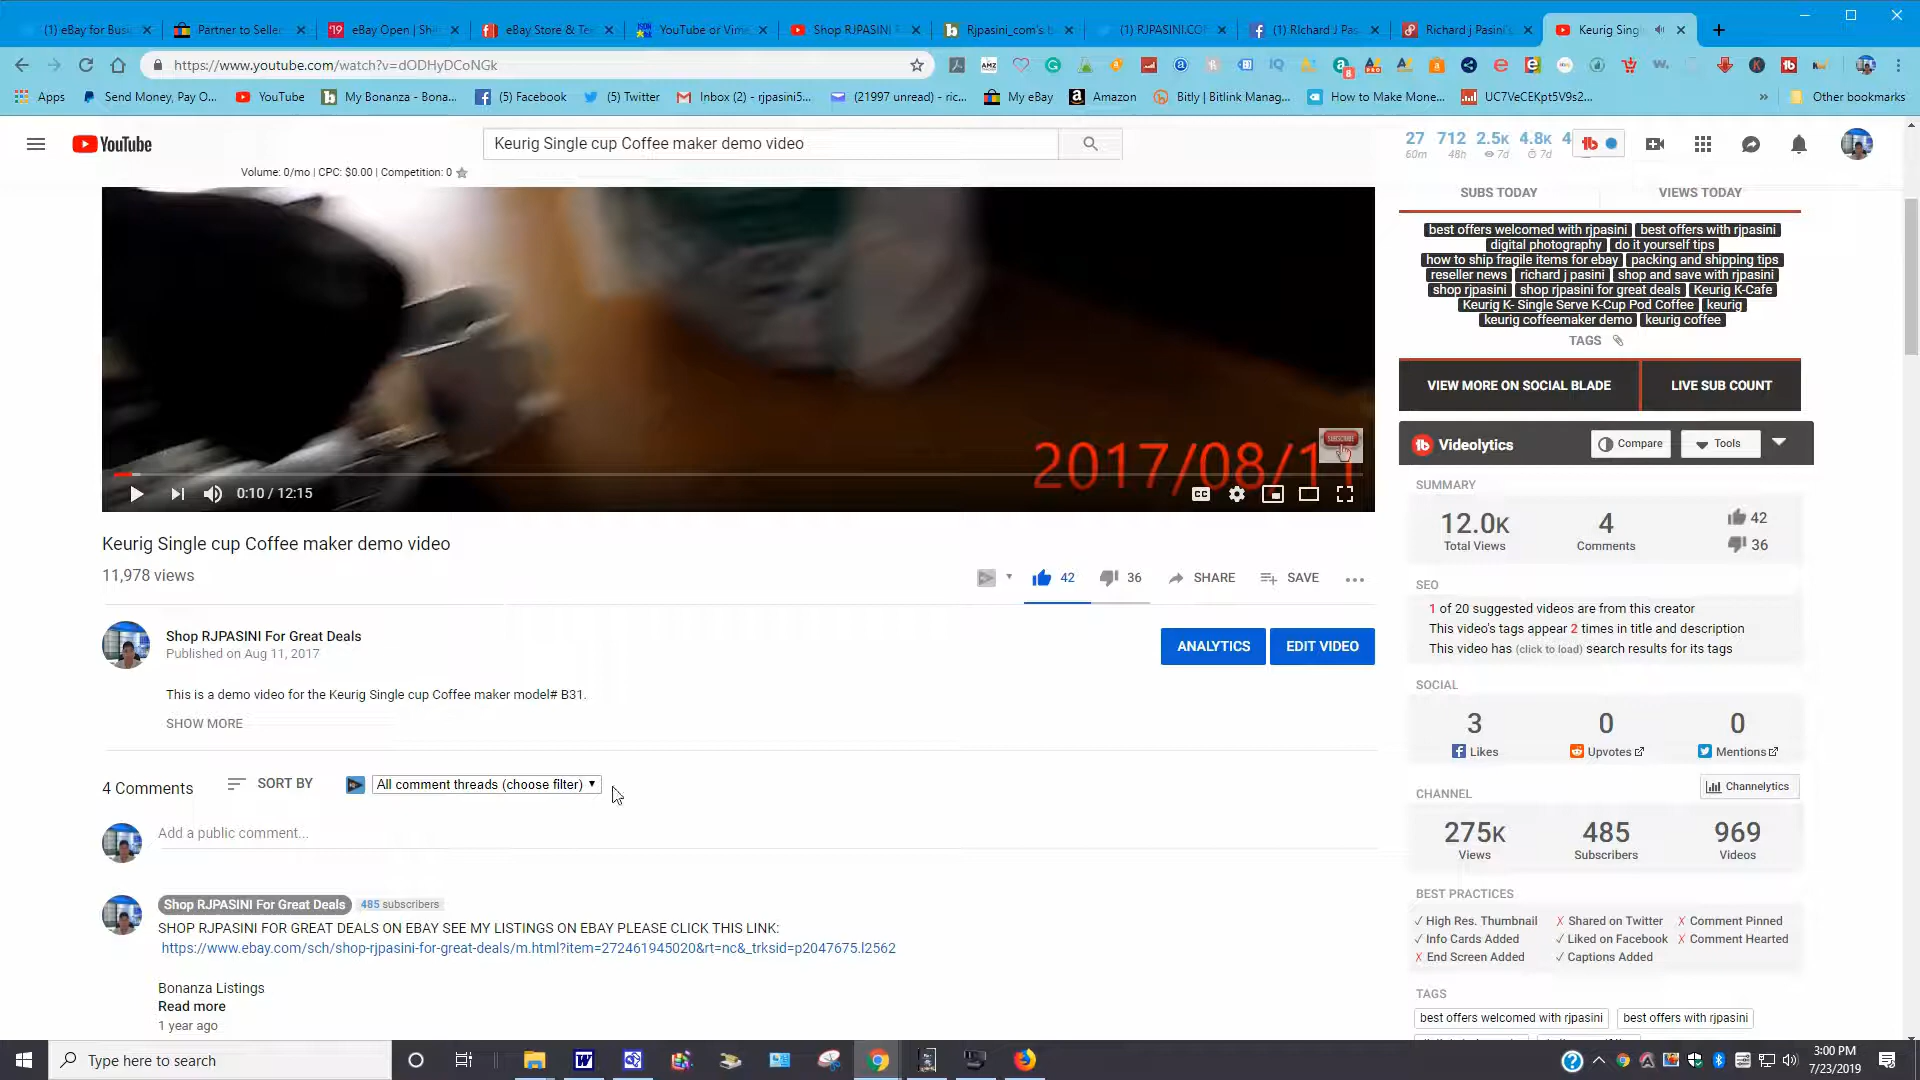 (1) eBay for Busi
Partner to Seller
eBay Open | Shi
eBay Store & Te
YouTube or Vime
Shop RJPASINI F
Rjpasini_com's b
(1) RJPASINI.CO
(1) RIchard J Pas
Richard j Pasini's
Keurig Sing
https://www.youtube.com/watch?v=dODHyDCoNGk
Apps
Send Money, Pay O...
YouTube
My Bonanza - Bona...
(5) Facebook
(5) Twitter
Inbox (2) - rjpasini5...
(21997 unread) - ric...
My eBay
Amazon
Bitly | Bitlink Manag...
How to Make Mone...
UC7VeCEKpt5V9s2...
Other bookmarks
YouTube
Keurig Single cup Coffee maker demo video
27 712 2.5K 4.8K 4
60m 48h 7d 7d
Volume: 0/mo | CPC: $0.00 | Competition: 0
2017/08/11
SUBSCRIBE
0:10 / 12:15
Keurig Single cup Coffee maker demo video
11,978 views
42 36 SHARE SAVE
Shop RJPASINI For Great Deals
Published on Aug 11, 2017
ANALYTICS
EDIT VIDEO
This is a demo video for the Keurig Single cup Coffee maker model# B31.
SHOW MORE
4 Comments
SORT BY
All comment threads (choose filter)
Add a public comment...
Shop RJPASINI For Great Deals 485 subscribers
SHOP RJPASINI FOR GREAT DEALS ON EBAY SEE MY LISTINGS ON EBAY PLEASE CLICK THIS LINK:
https://www.ebay.com/sch/shop-rjpasini-for-great-deals/m.html?item=272461945020&rt=nc&_trksid=p2047675.l2562
Bonanza Listings
Read more
1 year ago
SUBS TODAY VIEWS TODAY
best offers welcomed with rjpasini best offers with rjpasini
digital photography do it yourself tips
how to ship fragile items for ebay packing and shipping tips
reseller news richard j pasini shop and save with rjpasini
shop rjpasini shop rjpasini for great deals Keurig K-Cafe
Keurig K- Single Serve K-Cup Pod Coffee keurig
keurig coffeemaker demo keurig coffee
TAGS
VIEW MORE ON SOCIAL BLADE
LIVE SUB COUNT
Videolytics
Compare
Tools
SUMMARY
12.0K 4 42
Total Views Comments 36
SEO
1 of 20 suggested videos are from this creator
This video's tags appear 2 times in title and description
This video has (click to load) search results for its tags
SOCIAL
3 0 0
Likes Upvotes Mentions
CHANNEL
Channelytics
275K 485 969
Views Subscribers Videos
BEST PRACTICES
✓ High Res. Thumbnail ✗ Shared on Twitter ✗ Comment Pinned
✓ Info Cards Added ✓ Liked on Facebook ✗ Comment Hearted
✗ End Screen Added ✓ Captions Added
TAGS
best offers welcomed with rjpasini best offers with rjpasini
Type here to search
3:00 PM
7/23/2019